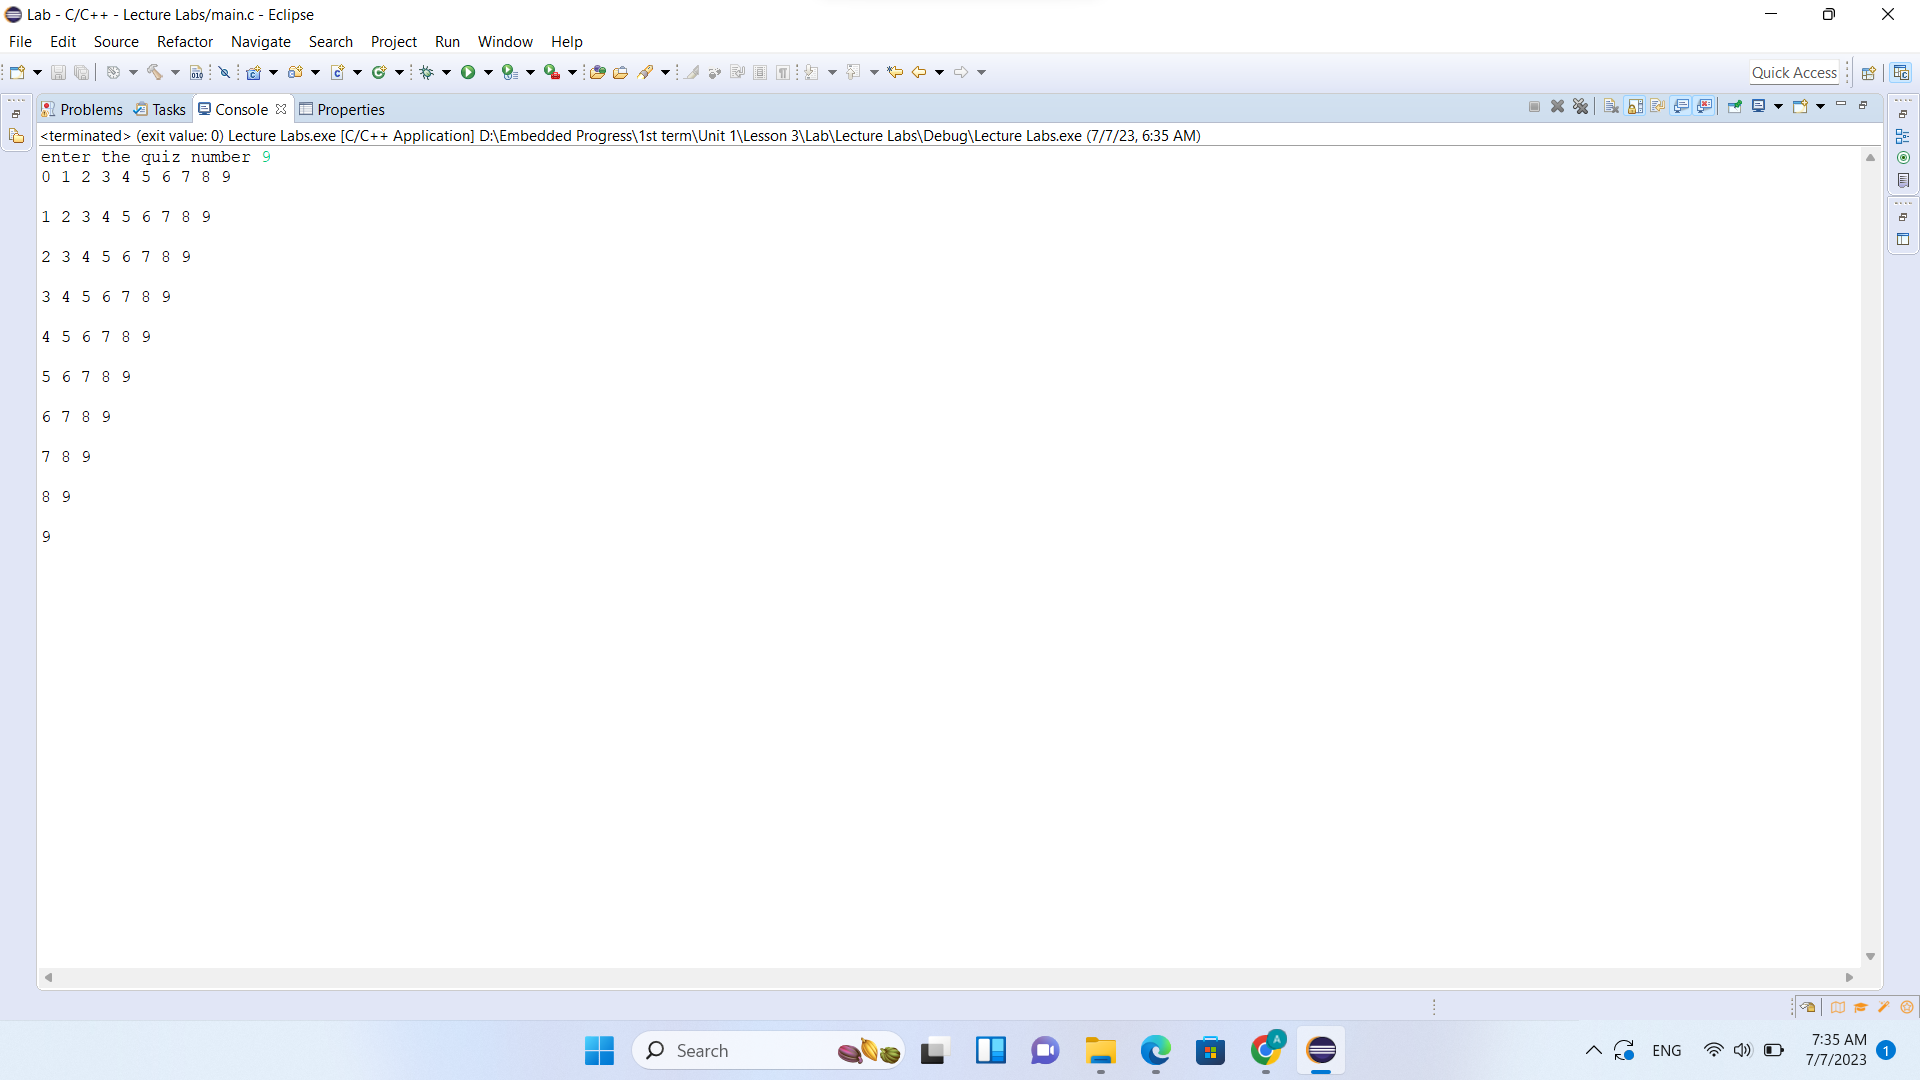 Lab - C/C++ - Lecture Labs/main.c - Eclipse
File Edit Source Refactor Navigate Search Project Run Window Help
Quick Access
Problems Tasks Console Properties
<terminated> (exit value: 0) Lecture Labs.exe [C/C++ Application] D:\Embedded Progress\1st term\Unit 1\Lesson 3\Lab\Lecture Labs\Debug\Lecture Labs.exe (7/7/23, 6:35 AM)
enter the quiz number 9
0 1 2 3 4 5 6 7 8 9
1 2 3 4 5 6 7 8 9
2 3 4 5 6 7 8 9
3 4 5 6 7 8 9
4 5 6 7 8 9
5 6 7 8 9
6 7 8 9
7 8 9
8 9
9
Search
A
ENG
7:35 AM
7/7/2023
1